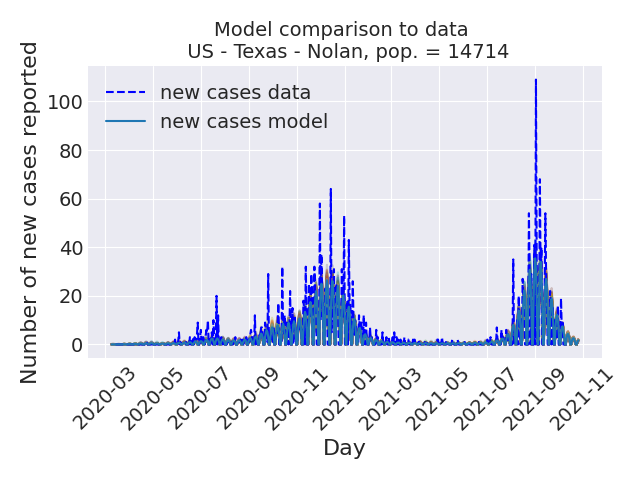 Model comparison to data
US - Texas - Nolan, pop. = 14714
Number of new cases reported
100
80
60
40
20
0
new cases data
new cases model
2020-03
2020-05
2020-07
2020-09
2020-11
2021-01
2021-03
2021-05
2021-07
2021-09
2021-11
Day